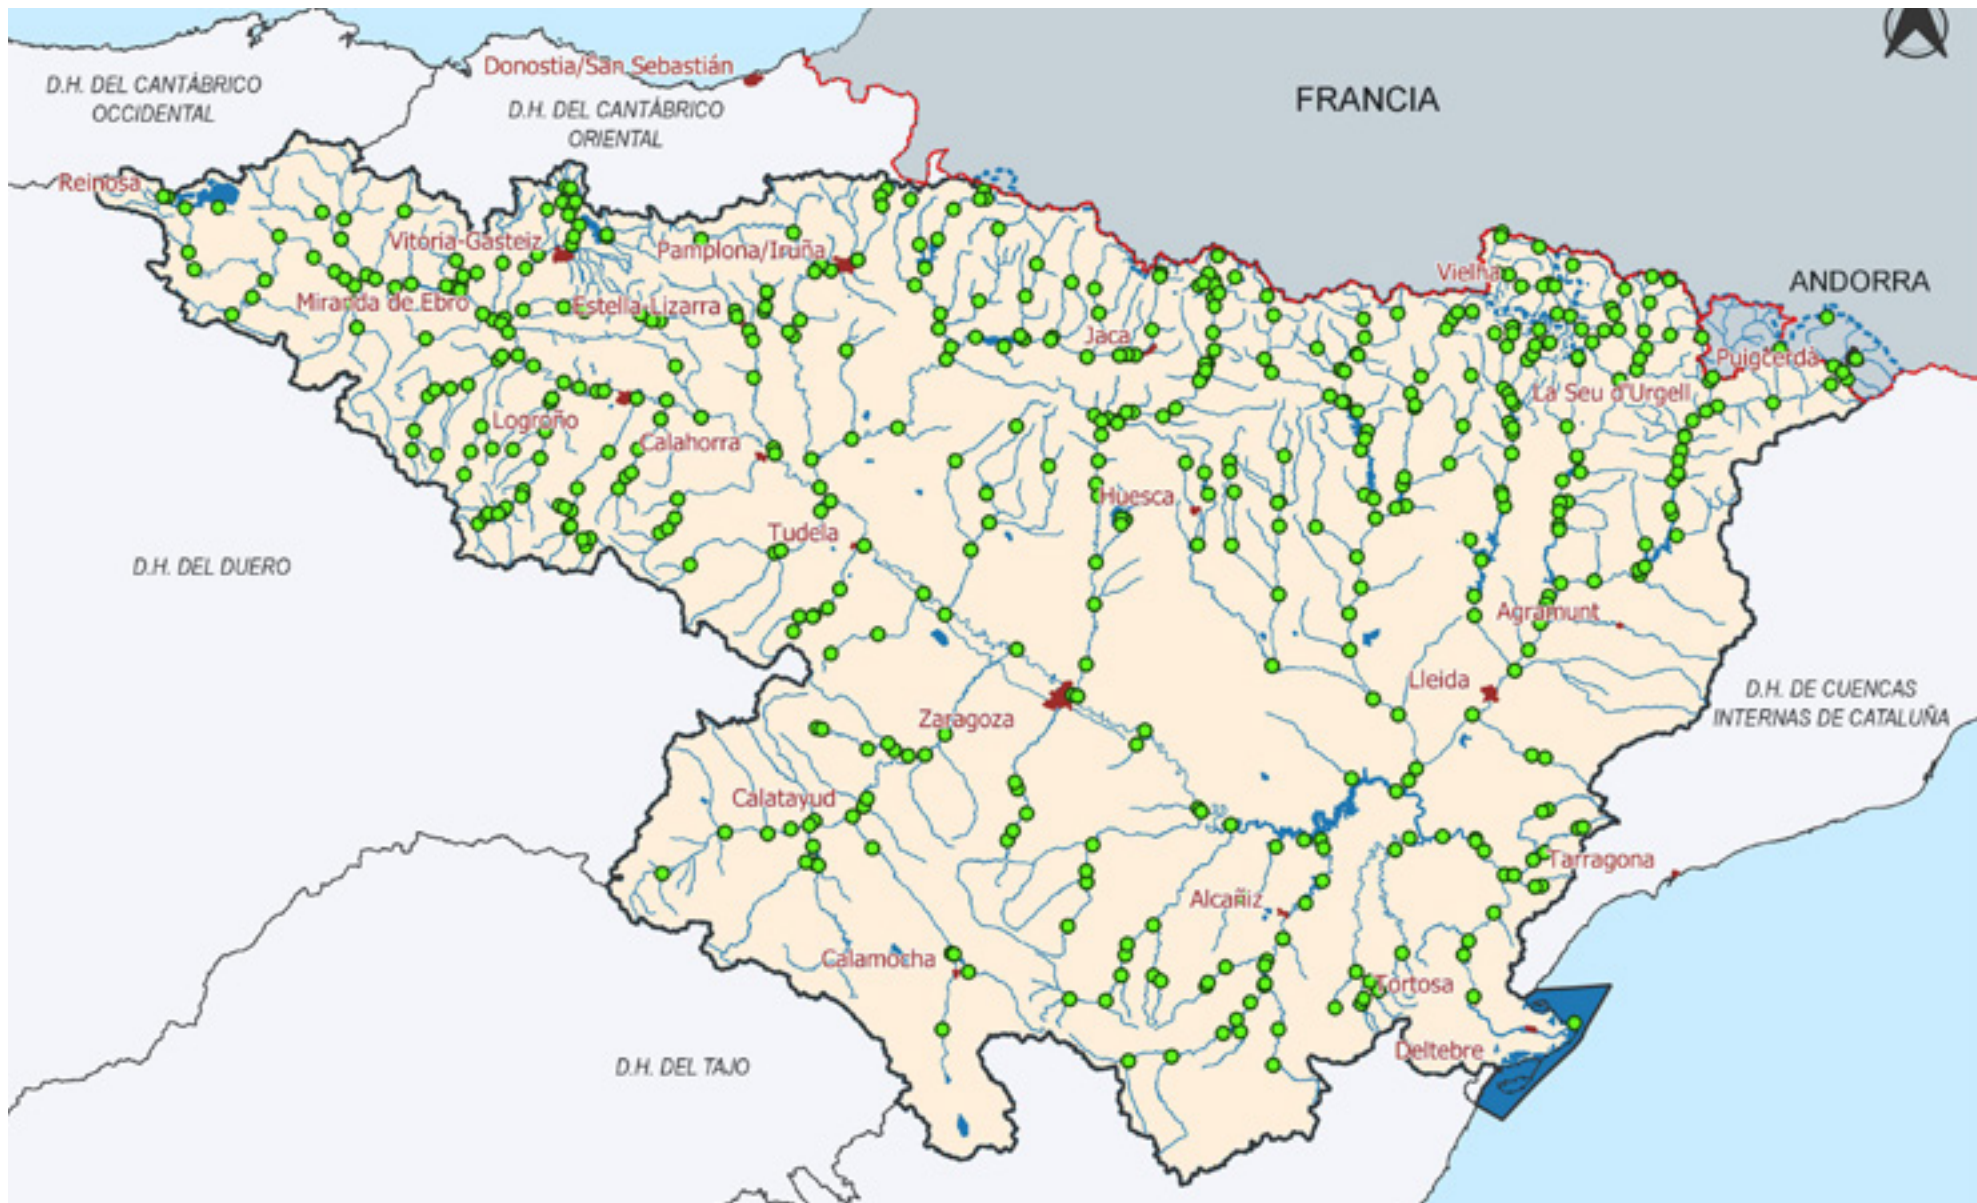 Donostia/San Sebastián
D.H. DEL CANTÁBRICO
OCCIDENTAL
D.H. DEL CANTÁBRICO
ORIENTAL
FRANCIA
Reinosa
Vitoria-Gasteiz
Pamplona/Iruña
Vielha
ANDORRA
Miranda de Ebro
Estella-Lizarra
Jaca
Puigcerdà
La Seu d'Urgell
Logroño
Calahorra
Huesca
Tudela
D.H. DEL DUERO
Agramunt
Lleida
D.H. DE CUENCAS
INTERNAS DE CATALUÑA
Zaragoza
Calatayud
Tarragona
Alcañiz
Calamocha
Tortosa
Deltebre
D.H. DEL TAJO